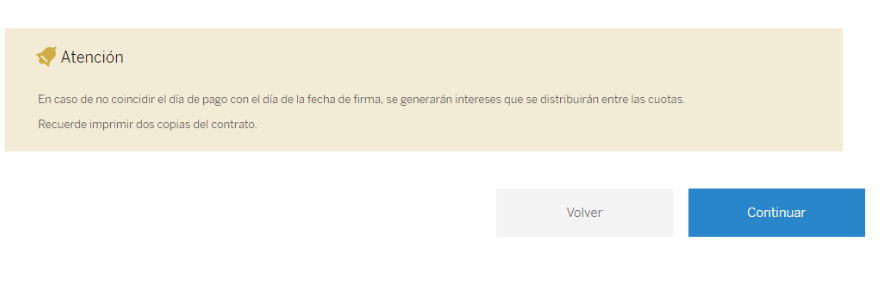 Atención
En caso de no coincidir el día de pago con el día de la fecha de firma, se generarán intereses que se distribuirán entre las cuotas.
Recuerde imprimir dos copias del contrato.
Volver
Continuar